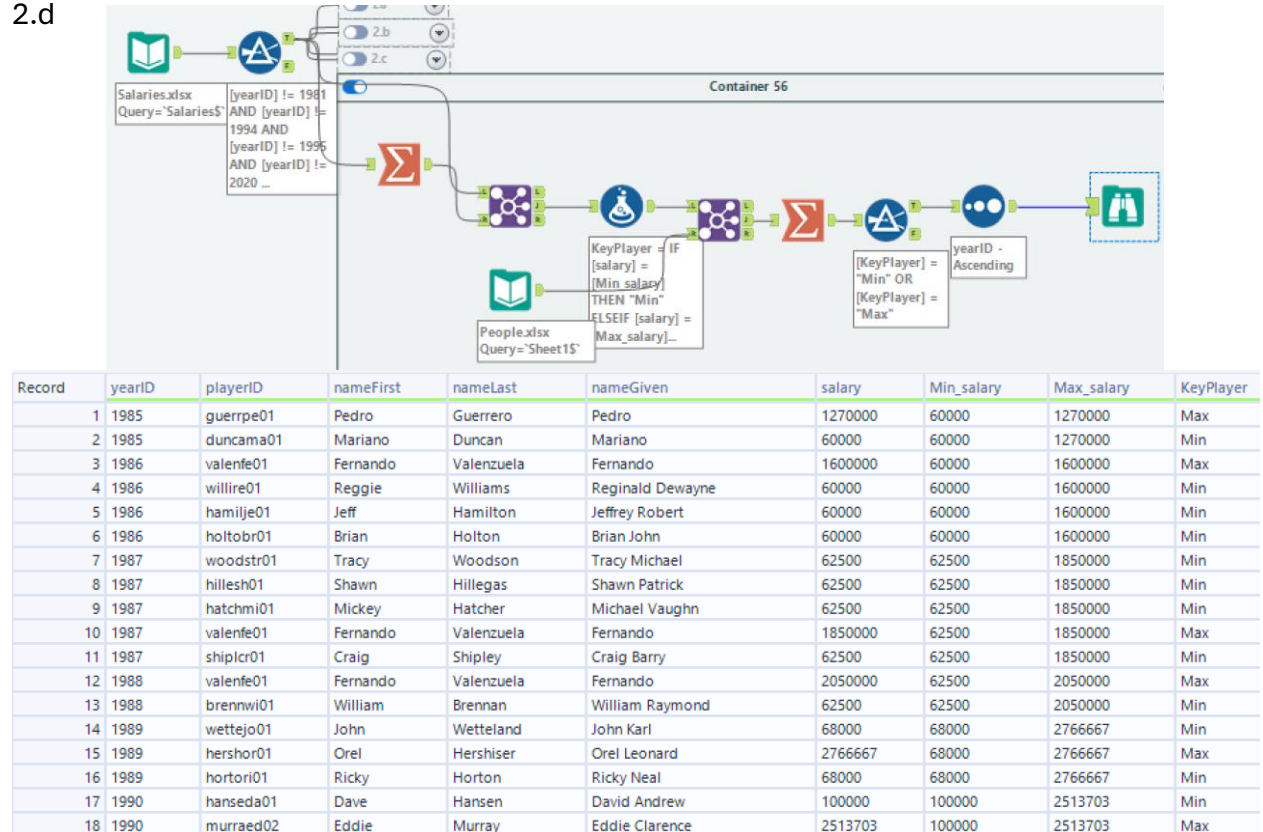 2.d
2.b
2.c
Container 56
Salaries.xlsx
Query=`Salaries$`
[yearID] != 1981
AND [yearID] !=
1994 AND
[yearID] != 1995
AND [yearID] !=
2020 ...
T
F
L
R
L
J
R
KeyPlayer = IF
[salary] =
[Min_salary]
THEN "Min"
ELSEIF [salary] =
[Max_salary]...
People.xlsx
Query=`Sheet1$`
L
R
L
J
R
T
F
[KeyPlayer] =
"Min" OR
[KeyPlayer] =
"Max"
yearID -
Ascending
Record yearID playerID nameFirst nameLast nameGiven salary Min_salary Max_salary KeyPlayer
1 1985 guerrpe01 Pedro Guerrero Pedro 1270000 60000 1270000 Max
2 1985 duncama01 Mariano Duncan Mariano 60000 60000 1270000 Min
3 1986 valenfe01 Fernando Valenzuela Fernando 1600000 60000 1600000 Max
4 1986 willire01 Reggie Williams Reginald Dewayne 60000 60000 1600000 Min
5 1986 hamilje01 Jeff Hamilton Jeffrey Robert 60000 60000 1600000 Min
6 1986 holtobr01 Brian Holton Brian John 60000 60000 1600000 Min
7 1987 woodstr01 Tracy Woodson Tracy Michael 62500 62500 1850000 Min
8 1987 hillesh01 Shawn Hillegas Shawn Patrick 62500 62500 1850000 Min
9 1987 hatchmi01 Mickey Hatcher Michael Vaughn 62500 62500 1850000 Min
10 1987 valenfe01 Fernando Valenzuela Fernando 1850000 62500 1850000 Max
11 1987 shiplcr01 Craig Shipley Craig Barry 62500 62500 1850000 Min
12 1988 valenfe01 Fernando Valenzuela Fernando 2050000 62500 2050000 Max
13 1988 brennwi01 William Brennan William Raymond 62500 62500 2050000 Min
14 1989 wettejo01 John Wetteland John Karl 68000 68000 2766667 Min
15 1989 hershor01 Orel Hershiser Orel Leonard 2766667 68000 2766667 Max
16 1989 hortori01 Ricky Horton Ricky Neal 68000 68000 2766667 Min
17 1990 hanseda01 Dave Hansen David Andrew 100000 100000 2513703 Min
18 1990 murraed02 Eddie Murray Eddie Clarence 2513703 100000 2513703 Max